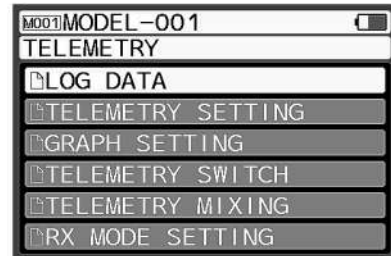 M001 MODEL-001
TELEMETRY
LOG DATA
TELEMETRY SETTING
GRAPH SETTING
TELEMETRY SWITCH
TELEMETRY MIXING
RX MODE SETTING